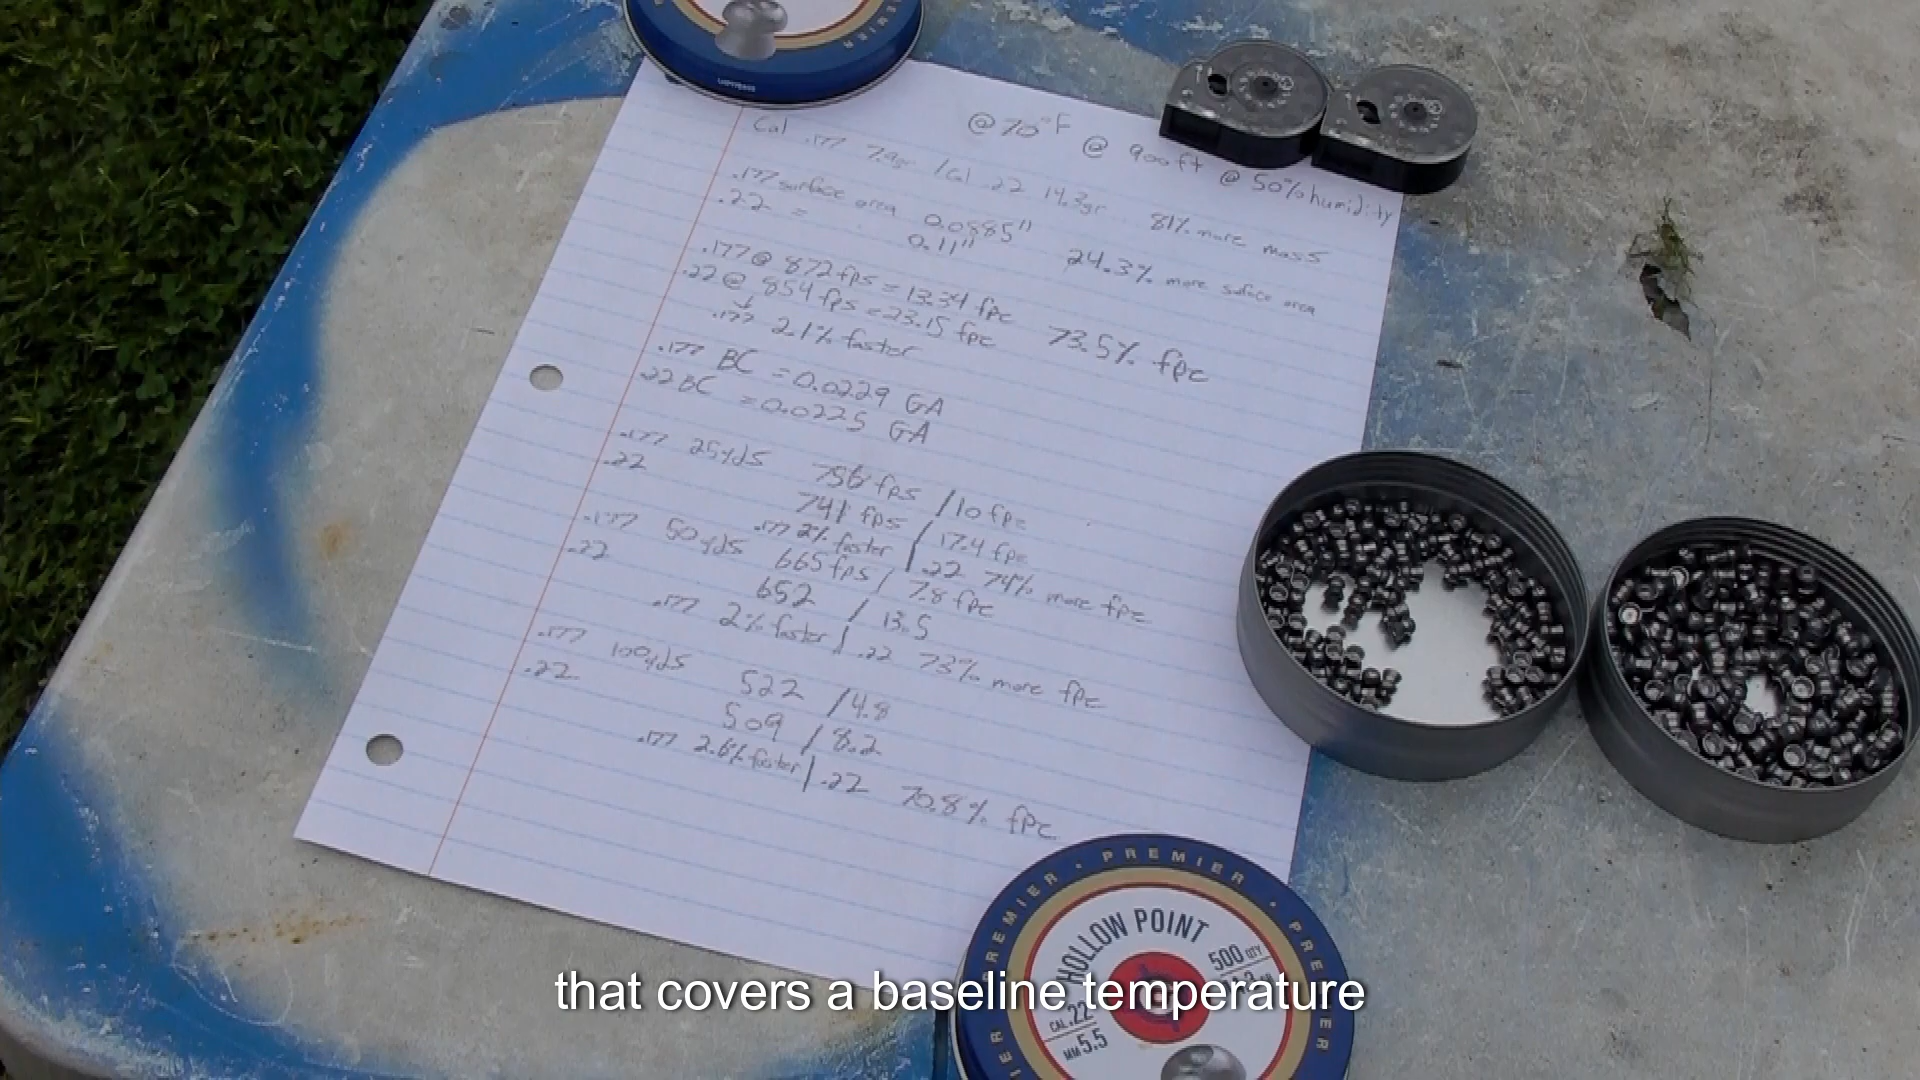 PREMIER
@ 70°F @ 900ft @ 50% humidity
Cal .177 7.9gr / Cal .22 14.3gr 81% more mass
.177 surface area 0.0885"
.22 = 0.11" 24.3% more surface area
.177 @ 872 fps = 13.34 fpe
.22 @ 854 fps = 23.15 fpe 73.5% fpe
.177 2.1% faster
.177 BC = 0.0229 GA
.22 BC = 0.0225 GA
.177 25yds 756 fps / 10 fpe
.22 741 fps / 17.4 fpe
.177 2% faster | .22 74% more fpe
.177 50yds 665 fps / 7.8 fpe
.22 652 / 13.5
.177 2% faster | .22 73% more fpe
.177 100yds 522 / 4.8
.22 509 / 8.2
.177 2.6% faster | .22 70.8% fpe
PREMIER • PREMIER • PREMIER
HOLLOW POINT
500 QTY
CAL .22
MM 5.5
that covers a baseline temperature